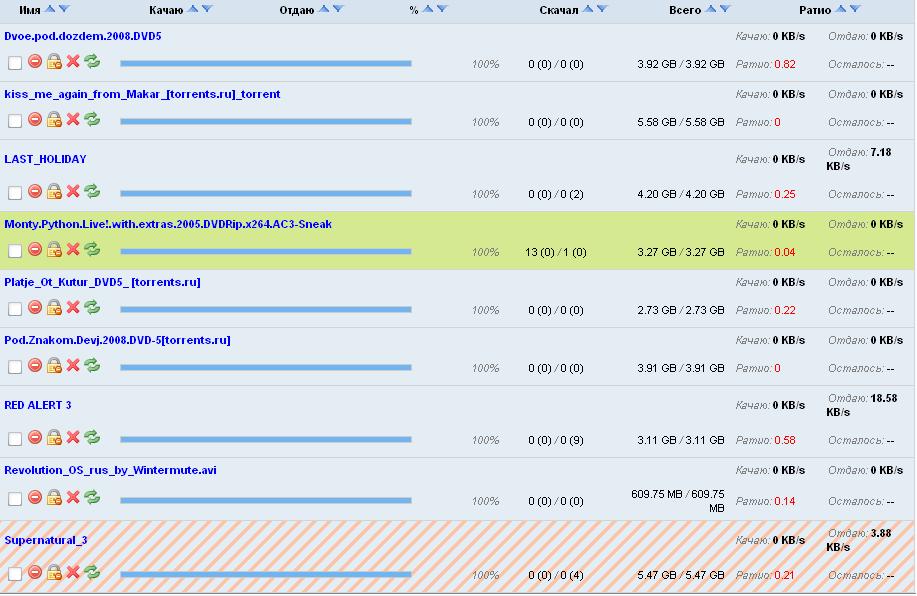 Имя Качаю Отдаю % Скачал Всего Ратио
Dvoe.pod.dozdem.2008.DVD5 Качаю: 0 KB/s Отдаю: 0 KB/s
100% 0 (0) / 0 (0) 3.92 GB / 3.92 GB Ратио: 0.82 Осталось: --
kiss_me_again_from_Makar_[torrents.ru]_torrent Качаю: 0 KB/s Отдаю: 0 KB/s
100% 0 (0) / 0 (0) 5.58 GB / 5.58 GB Ратио: 0 Осталось: --
LAST_HOLIDAY Качаю: 0 KB/s Отдаю: 7.18
KB/s
100% 0 (0) / 0 (2) 4.20 GB / 4.20 GB Ратио: 0.25 Осталось: --
Monty.Python.Live!.with.extras.2005.DVDRip.x264.AC3-Sneak Качаю: 0 KB/s Отдаю: 0 KB/s
100% 13 (0) / 1 (0) 3.27 GB / 3.27 GB Ратио: 0.04 Осталось: --
Platje_Ot_Kutur_DVD5_ [torrents.ru] Качаю: 0 KB/s Отдаю: 0 KB/s
100% 0 (0) / 0 (0) 2.73 GB / 2.73 GB Ратио: 0.22 Осталось: --
Pod.Znakom.Devj.2008.DVD-5[torrents.ru] Качаю: 0 KB/s Отдаю: 0 KB/s
100% 0 (0) / 0 (0) 3.91 GB / 3.91 GB Ратио: 0 Осталось: --
RED ALERT 3 Качаю: 0 KB/s Отдаю: 18.58
KB/s
100% 0 (0) / 0 (9) 3.11 GB / 3.11 GB Ратио: 0.58 Осталось: --
Revolution_OS_rus_by_Wintermute.avi Качаю: 0 KB/s Отдаю: 0 KB/s
100% 0 (0) / 0 (0) 609.75 MB / 609.75 Ратио: 0.14 Осталось: --
MB
Supernatural_3 Качаю: 0 KB/s Отдаю: 3.88
KB/s
100% 0 (0) / 0 (4) 5.47 GB / 5.47 GB Ратио: 0.21 Осталось: --